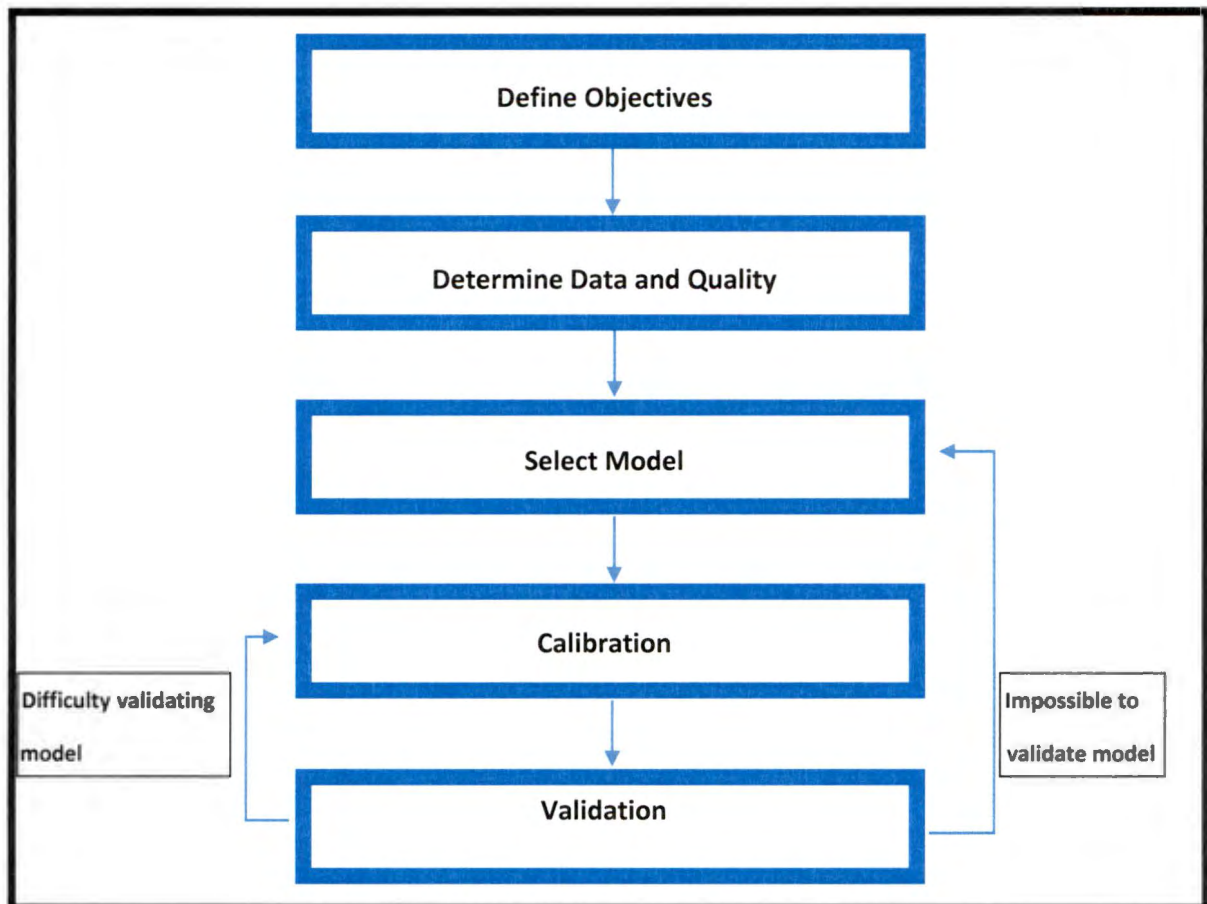 Define Objectives
Determine Data and Quality
Select Model
Calibration
Difficulty validating
model
Impossible to
validate model
Validation